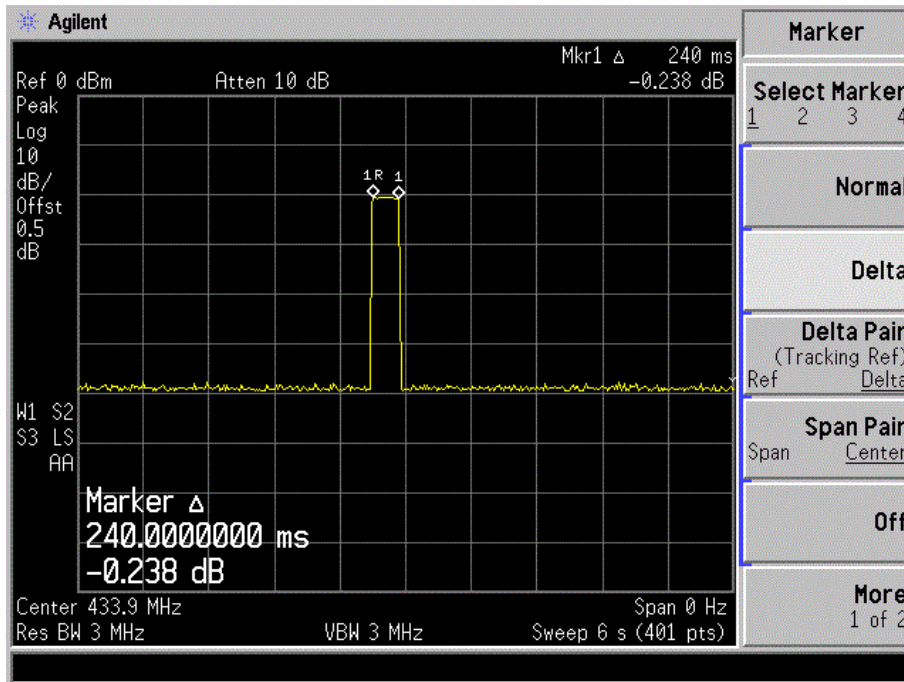 Agilent
Mkr1 Δ 240 ms
Ref 0 dBm Atten 10 dB -0.238 dB
Peak
Log
10
dB/
Offst
0.5
dB
1R 1
W1 S2
S3 LS
AA
Marker Δ
240.0000000 ms
-0.238 dB
Center 433.9 MHz Span 0 Hz
Res BW 3 MHz VBW 3 MHz Sweep 6 s (401 pts)
Marker
Select Marker
1 2 3 4
Normal
Delta
Delta Pair
(Tracking Ref)
Ref Delta
Span Pair
Span Center
Off
More
1 of 2